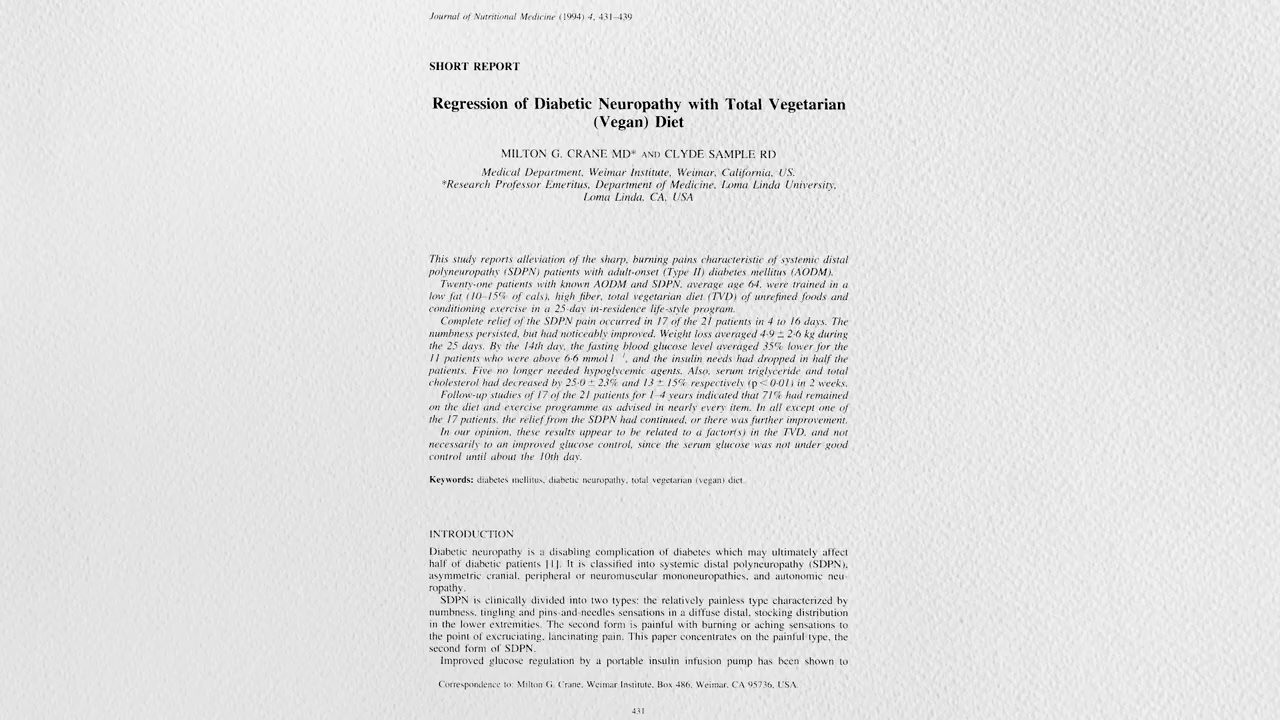 Journal of Nutritional Medicine (1994) 4, 431–439
SHORT REPORT
Regression of Diabetic Neuropathy with Total Vegetarian
(Vegan) Diet
MILTON G. CRANE MD* AND CLYDE SAMPLE RD
Medical Department, Weimar Institute, Weimar, California, US.
*Research Professor Emeritus, Department of Medicine, Loma Linda University,
Loma Linda, CA, USA
This study reports alleviation of the sharp, burning pains characteristic of systemic distal
polyneuropathy (SDPN) patients with adult-onset (Type II) diabetes mellitus (AODM).
Twenty-one patients with known AODM and SDPN, average age 64, were trained in a
low fat (10–15% of cals), high fiber, total vegetarian diet (TVD) of unrefined foods and
conditioning exercise in a 25-day in-residence life-style program.
Complete relief of the SDPN pain occurred in 17 of the 21 patients in 4 to 16 days. The
numbness persisted, but had noticeably improved. Weight loss averaged 4·9 ± 2·6 kg during
the 25 days. By the 14th day, the fasting blood glucose level averaged 35% lower for the
11 patients who were above 6·6 mmol l⁻¹, and the insulin needs had dropped in half the
patients. Five no longer needed hypoglycemic agents. Also, serum triglyceride and total
cholesterol had decreased by 25·0 ± 23% and 13 ± 15% respectively (p < 0·01) in 2 weeks.
Follow-up studies of 17 of the 21 patients for 1–4 years indicated that 71% had remained
on the diet and exercise programme as advised in nearly every item. In all except one of
the 17 patients, the relief from the SDPN had continued, or there was further improvement.
In our opinion, these results appear to be related to a factor(s) in the TVD, and not
necessarily to an improved glucose control, since the serum glucose was not under good
control until about the 10th day.
Keywords: diabetes mellitus, diabetic neuropathy, total vegetarian (vegan) diet.
INTRODUCTION
Diabetic neuropathy is a disabling complication of diabetes which may ultimately affect
half of diabetic patients [1]. It is classified into systemic distal polyneuropathy (SDPN),
asymmetric cranial, peripheral or neuromuscular mononeuropathies, and autonomic neu-
ropathy.
SDPN is clinically divided into two types: the relatively painless type characterized by
numbness, tingling and pins-and-needles sensations in a diffuse distal, stocking distribution
in the lower extremities. The second form is painful with burning or aching sensations to
the point of excruciating, lancinating pain. This paper concentrates on the painful type, the
second form of SDPN.
Improved glucose regulation by a portable insulin infusion pump has been shown to
Correspondence to: Milton G. Crane, Weimar Institute, Box 486, Weimar, CA 95736, USA.
431